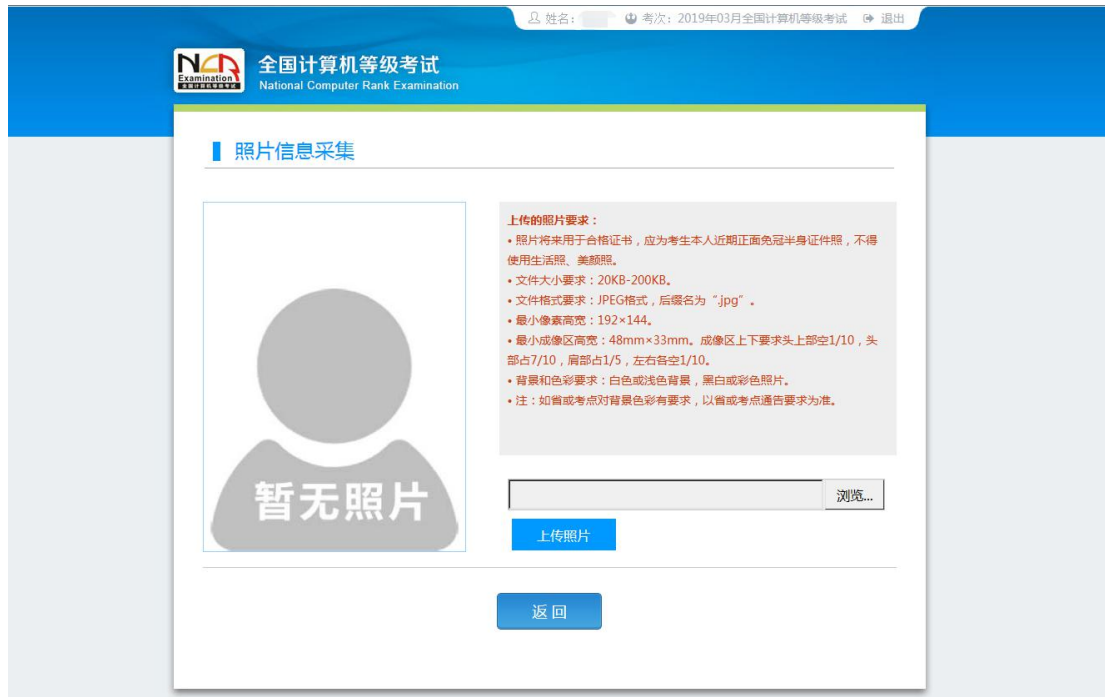 姓名：
考次：2019年03月全国计算机等级考试
退出
NCR
Examination
全国计算机等级考试
全国计算机等级考试
National Computer Rank Examination
照片信息采集
暂无照片
上传的照片要求：
• 照片将来用于合格证书，应为考生本人近期正面免冠半身证件照，不得
使用生活照、美颜照。
• 文件大小要求：20KB-200KB。
• 文件格式要求：JPEG格式，后缀名为“.jpg”。
• 最小像素高宽：192×144。
• 最小成像区高宽：48mm×33mm。成像区上下要求头上部空1/10，头
部占7/10，肩部占1/5，左右各空1/10。
• 背景和色彩要求：白色或浅色背景，黑白或彩色照片。
• 注：如省或考点对背景色彩有要求，以省或考点通告要求为准。
浏览...
上传照片
返回